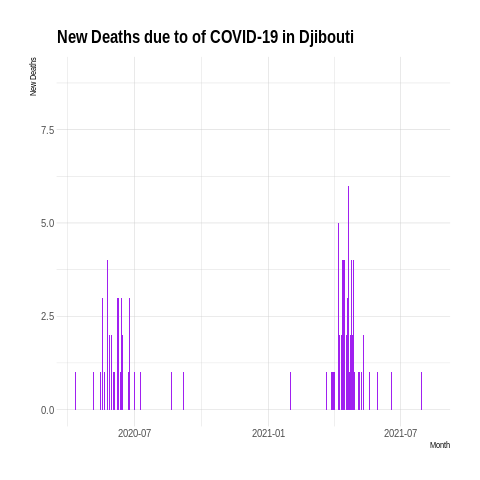 New Deaths due to of COVID-19 in Djibouti
New Deaths
7.5
5.0
2.5
0.0
2020-07 2021-01 2021-07
Month